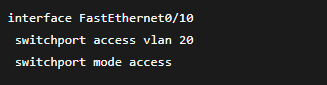 interface FastEthernet0/10
 switchport access vlan 20
 switchport mode access